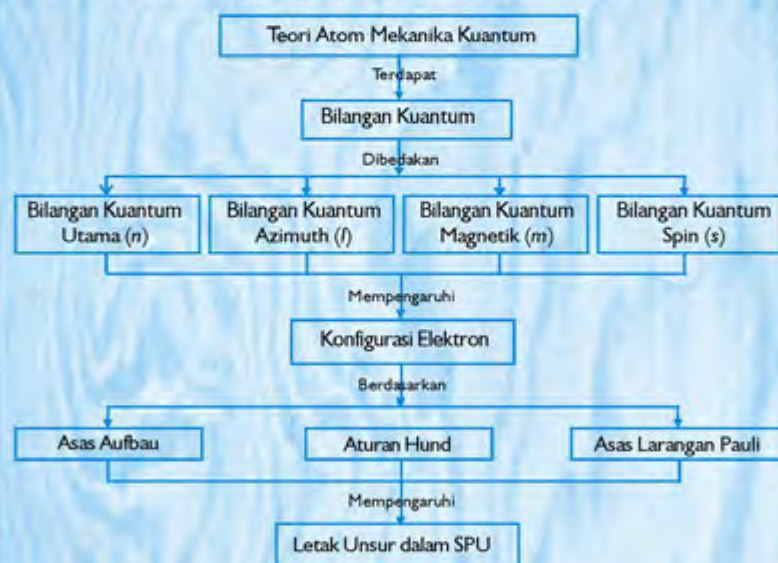 Teori Atom Mekanika Kuantum
Terdapat
Bilangan Kuantum
Dibedakan
Bilangan Kuantum
Utama (n)
Bilangan Kuantum
Azimuth (l)
Bilangan Kuantum
Magnetik (m)
Bilangan Kuantum
Spin (s)
Mempengaruhi
Konfigurasi Elektron
Berdasarkan
Asas Aufbau
Aturan Hund
Asas Larangan Pauli
Mempengaruhi
Letak Unsur dalam SPU